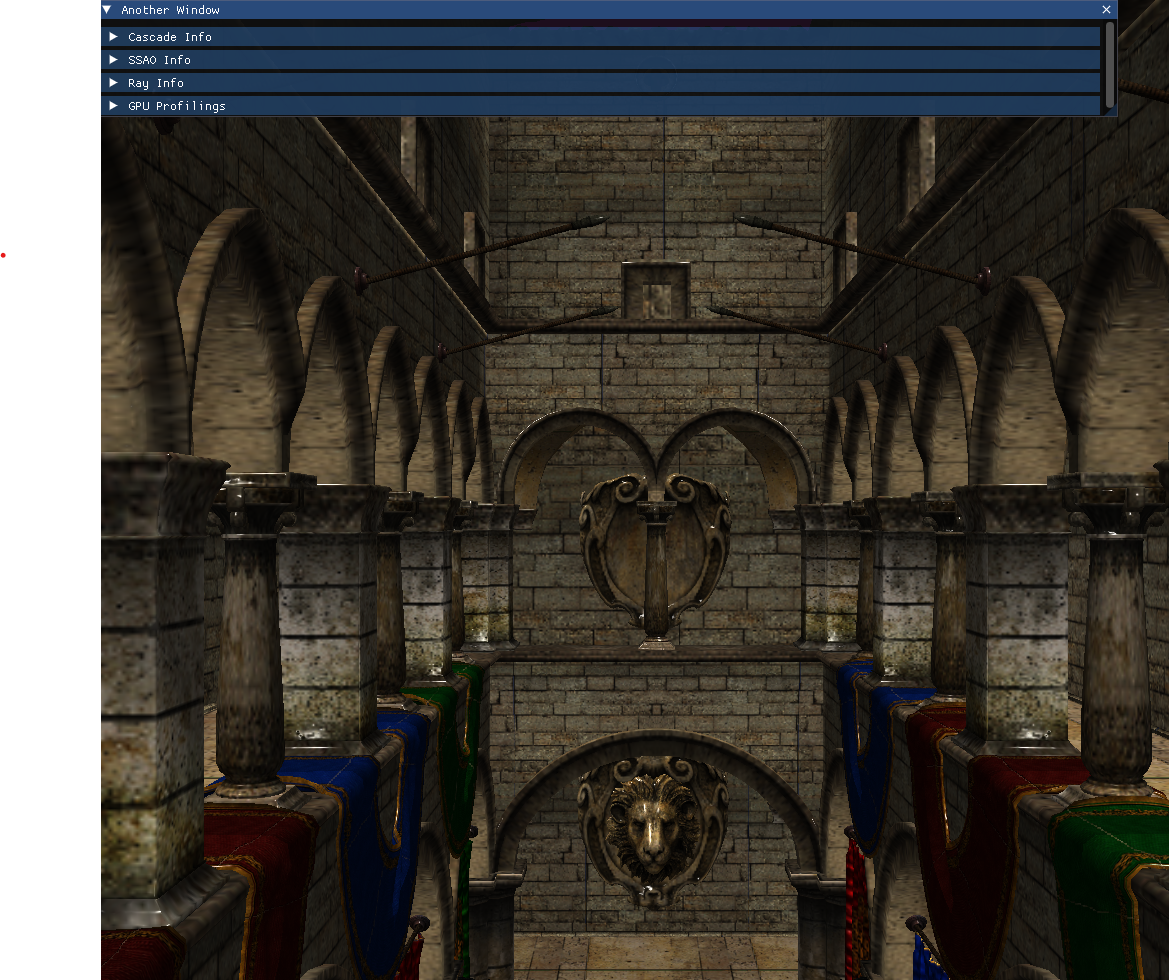 Another Window
Cascade Info
SSAO Info
Ray Info
GPU Profilings